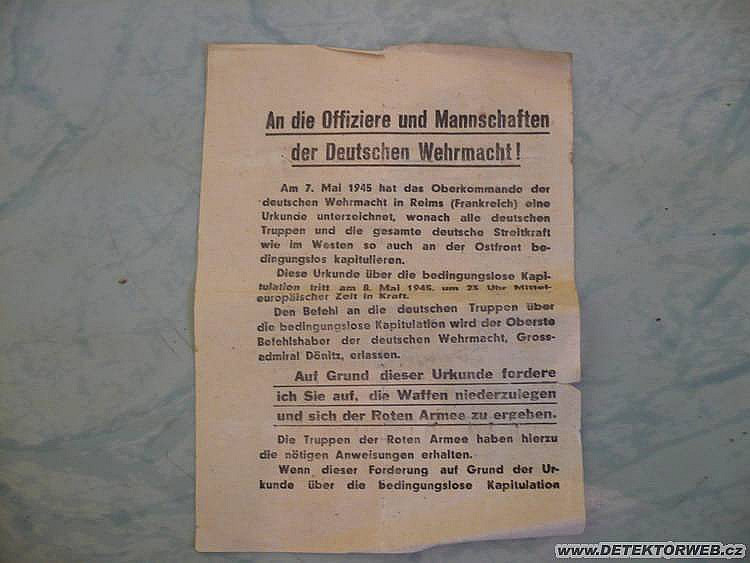 An die Offiziere und Mannschaften
der Deutschen Wehrmacht!
Am 7. Mai 1945 hat das Oberkommande der
deutschen Wehrmacht in Reims (Frankreich) eine
Urkunde unterzeichnet, wonach alle deutschen
Truppen und die gesamte deutsche Streitkraft
wie im Westen so auch an der Ostfront be-
dingungslos kapitulieren.
Diese Urkunde über die bedingungslose Kapi-
tulation tritt am 8. Mai 1945, um 23 Uhr Mittel-
europäischer Zeit in Kraft.
Den Befehl an die deutschen Truppen über
die bedingungslose Kapitulation wird der Oberste
Befehlshaber der deutschen Wehrmacht, Gross-
admiral Dönitz, erlassen.
Auf Grund dieser Urkunde fordere
ich Sie auf, die Waffen niederzulegen
und sich der Roten Armee zu ergeben.
Die Truppen der Roten Armee haben hierzu
die nötigen Anweisungen erhalten.
Wenn dieser Forderung auf Grund der Ur-
kunde über die bedingungslose Kapitulation
www.DETEKTORWEB.cz